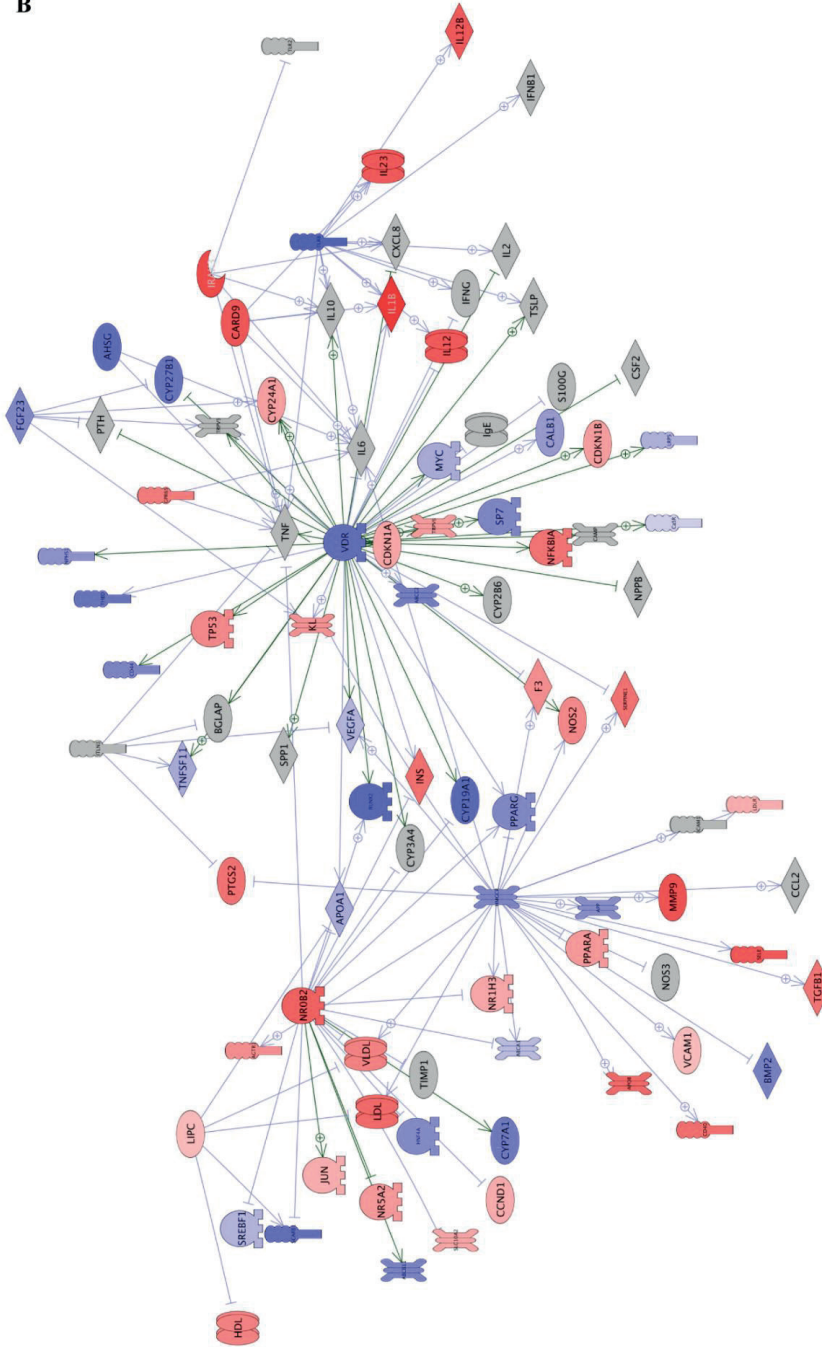 B
IL12B
IFNB1
IL23
CXCL8
IL2
CARD9
IL10
IL1B
IFNG
TSLP
IL12
AHSG
CYP27B1
FGF23
PTH
CYP24A1
IL6
S100G
CSF2
IgE
CALB1
MYC
CDKN1B
TNF
VDR
CDKN1A
SP7
NFKBIA
NPPB
CYP2B6
TP53
KL
F3
NOS2
BGLAP
TNFSF11
SPP1
VEGFA
INS
CYP19A1
PPARG
CYP3A4
PTGS2
APOA1
MMP9
CCL2
PPARA
NOS3
TGFB1
NR0B2
NR1H3
VCAM1
BMP2
VLDL
TIMP1
LIPC
LDL
CYP7A1
JUN
NR5A2
CCND1
SREBF1
HDL